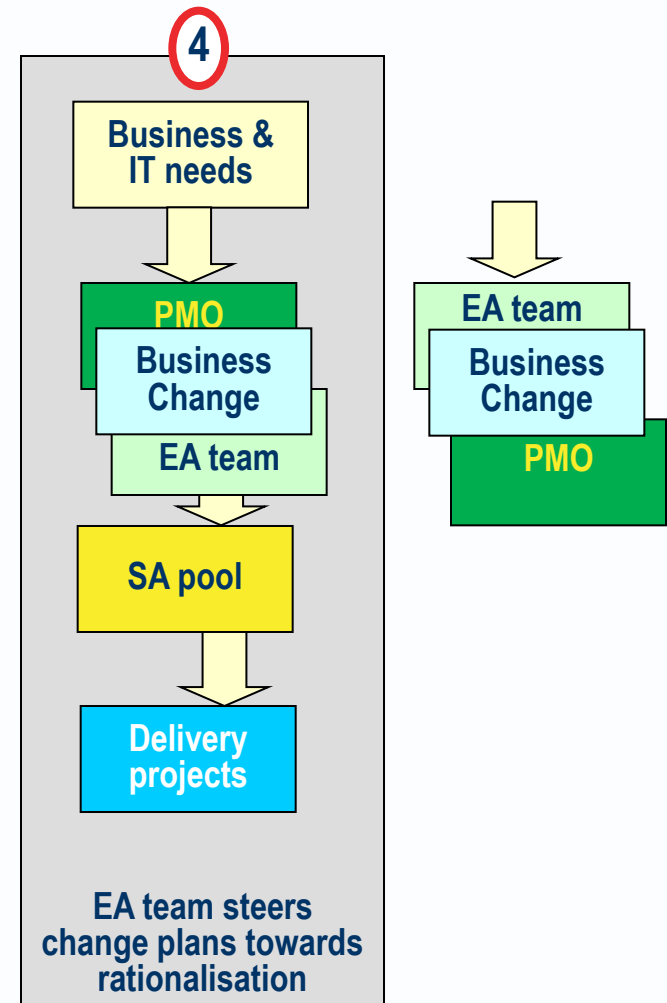 4
Business &
IT needs
PMO
Business
Change
EA team
SA pool
Delivery
projects
EA team steers
change plans towards
rationalisation
EA team
Business
Change
PMO